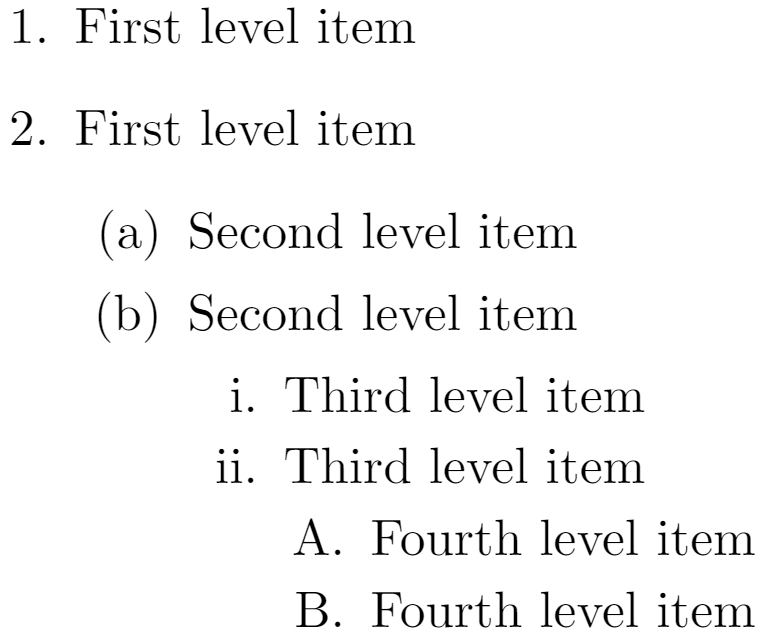 1. First level item
2. First level item
(a) Second level item
(b) Second level item
i. Third level item
ii. Third level item
A. Fourth level item
B. Fourth level item